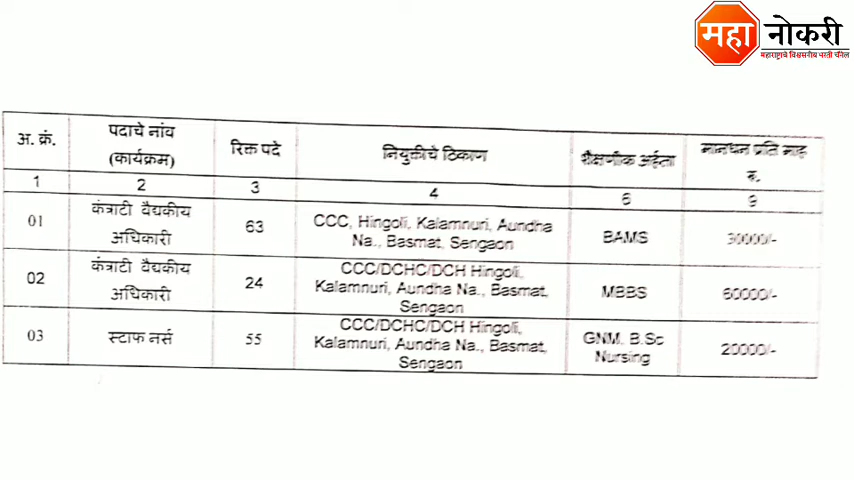 महा नोकरी
महाराष्ट्राचे विश्वसनीय भरती चॅनेल
अ. क्रं.
पदाचे नांव
(कार्यक्रम)
रिक्त पदे
नियुक्तीचे ठिकाण
शैक्षणीक अर्हता
मानधन प्रति माह
रु.
1 2 3 4 6 9
01
कंत्राटी वैद्यकीय
अधिकारी
63
CCC, Hingoli, Kalamnuri, Aundha
Na., Basmat, Sengaon
BAMS
30000/-
02
कंत्राटी वैद्यकीय
अधिकारी
24
CCC/DCHC/DCH Hingoli,
Kalamnuri, Aundha Na., Basmat,
Sengaon
MBBS
60000/-
03
स्टाफ नर्स
55
CCC/DCHC/DCH Hingoli,
Kalamnuri, Aundha Na., Basmat,
Sengaon
GNM. B.Sc
Nursing
20000/-